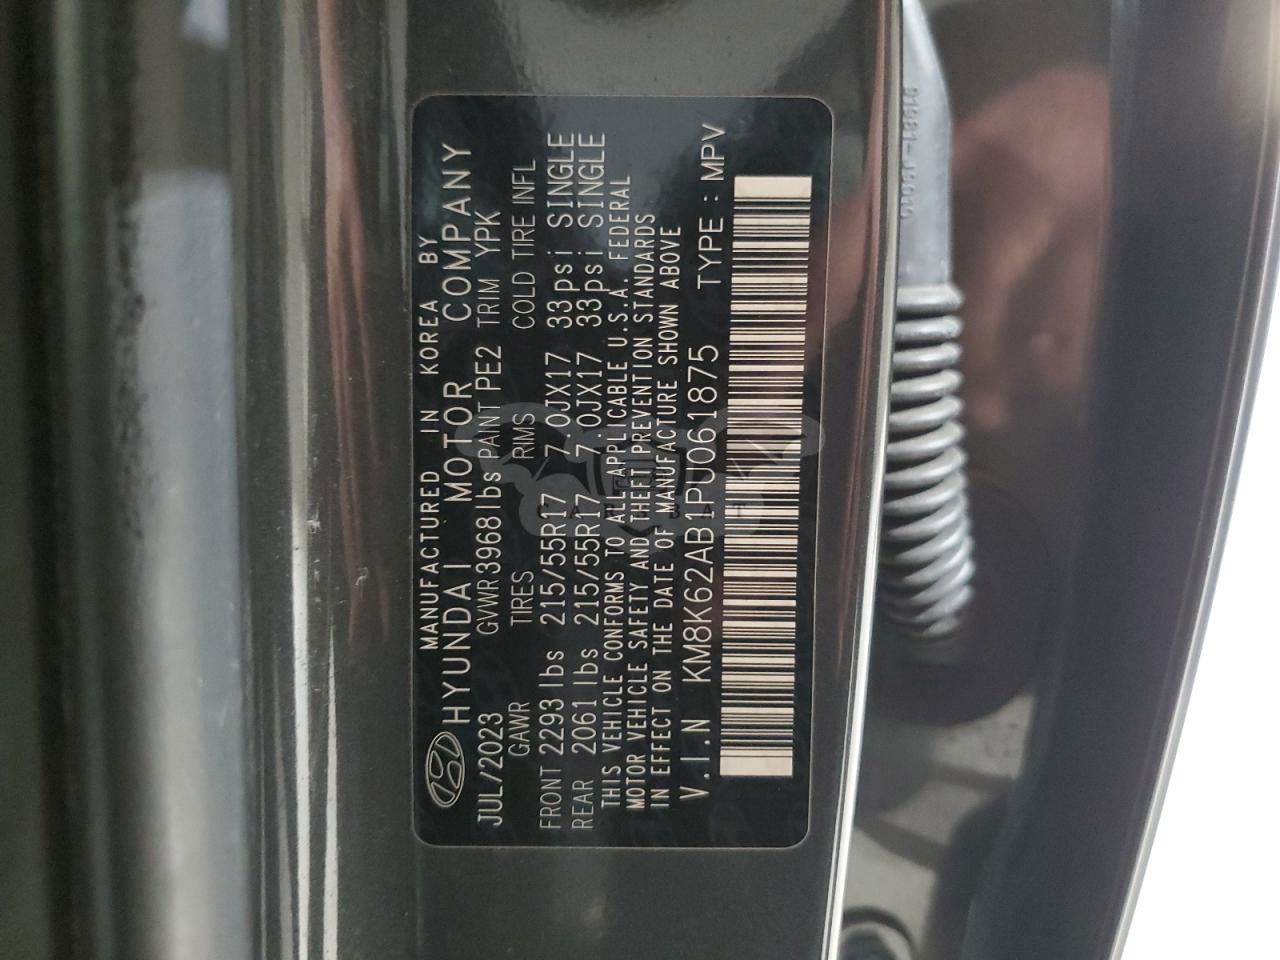 MANUFACTURED IN KOREA BY
HYUNDAI MOTOR COMPANY
JUL/2023 GVWR3968lbs PAINT PE2 TRIM YPK
GAWR TIRES RIMS COLD TIRE INFL
FRONT 2293 lbs 215/55R17 7.0JX17 33psi SINGLE
REAR 2061 lbs 215/55R17 7.0JX17 33psi SINGLE
THIS VEHICLE CONFORMS TO ALL APPLICABLE U.S.A. FEDERAL
MOTOR VEHICLE SAFETY AND THEFT PREVENTION STANDARDS
IN EFFECT ON THE DATE OF MANUFACTURE SHOWN ABOVE
V.I.N KM8K62AB1PU061875 TYPE : MPV
CARSBAT